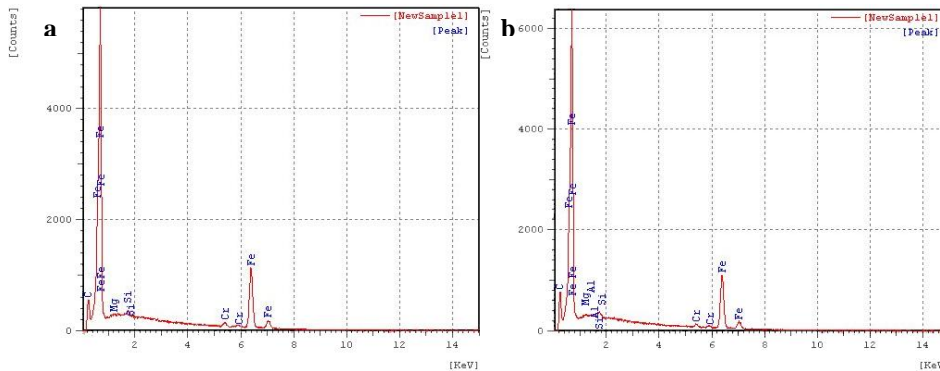 a
[Counts]
[NewSample1]
[Peak]
4000
2000
0
Fe
Fe Fe
Fe Fe
C
Mg
Si Si
Cr
Cr
Fe
Fe
2 4 6 8 10 12 14
[KeV]
b
[Counts]
[NewSample1]
[Peak]
6000
4000
2000
0
Fe
Fe Fe
Fe Fe
C
Mg Al
Al
Si Si
Cr
Cr
Fe
Fe
2 4 6 8 10 12 14
[KeV